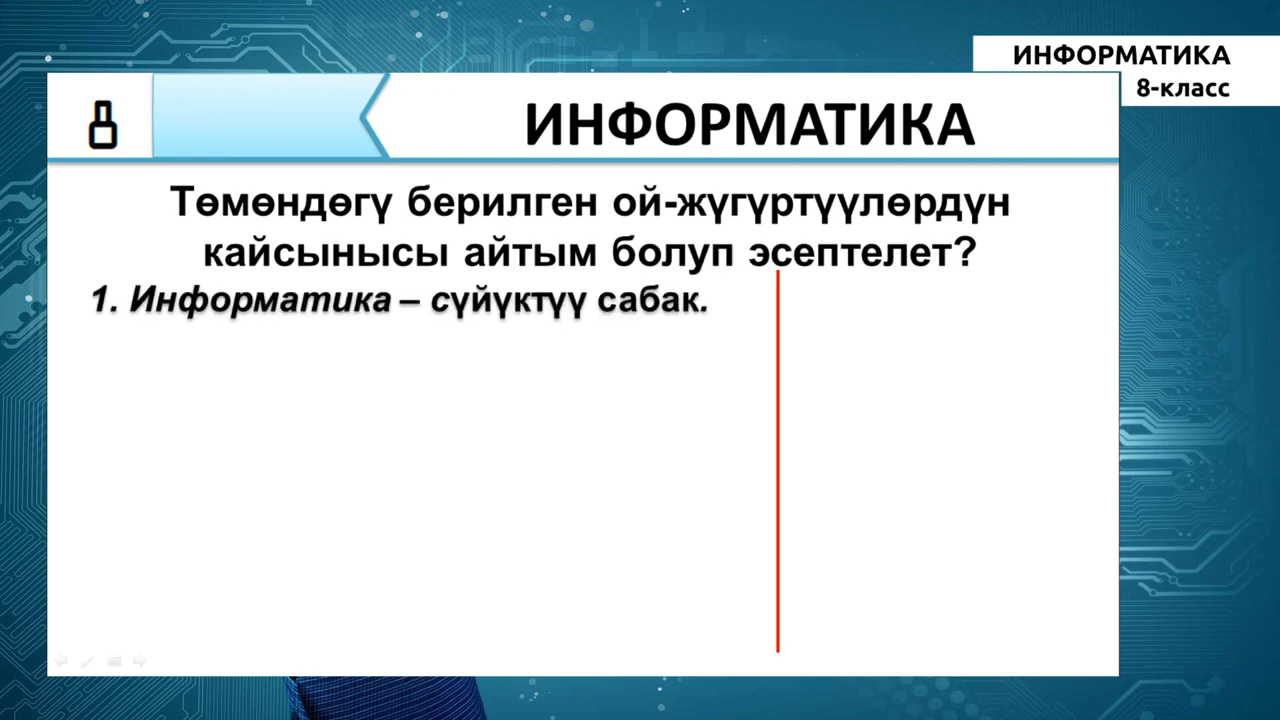 ИНФОРМАТИКА
8-класс
8
ИНФОРМАТИКА
Төмөндөгү берилген ой-жүгүртүүлөрдүн
кайсынысы айтым болуп эсептелет?
1. Информатика – сүйүктүү сабак.